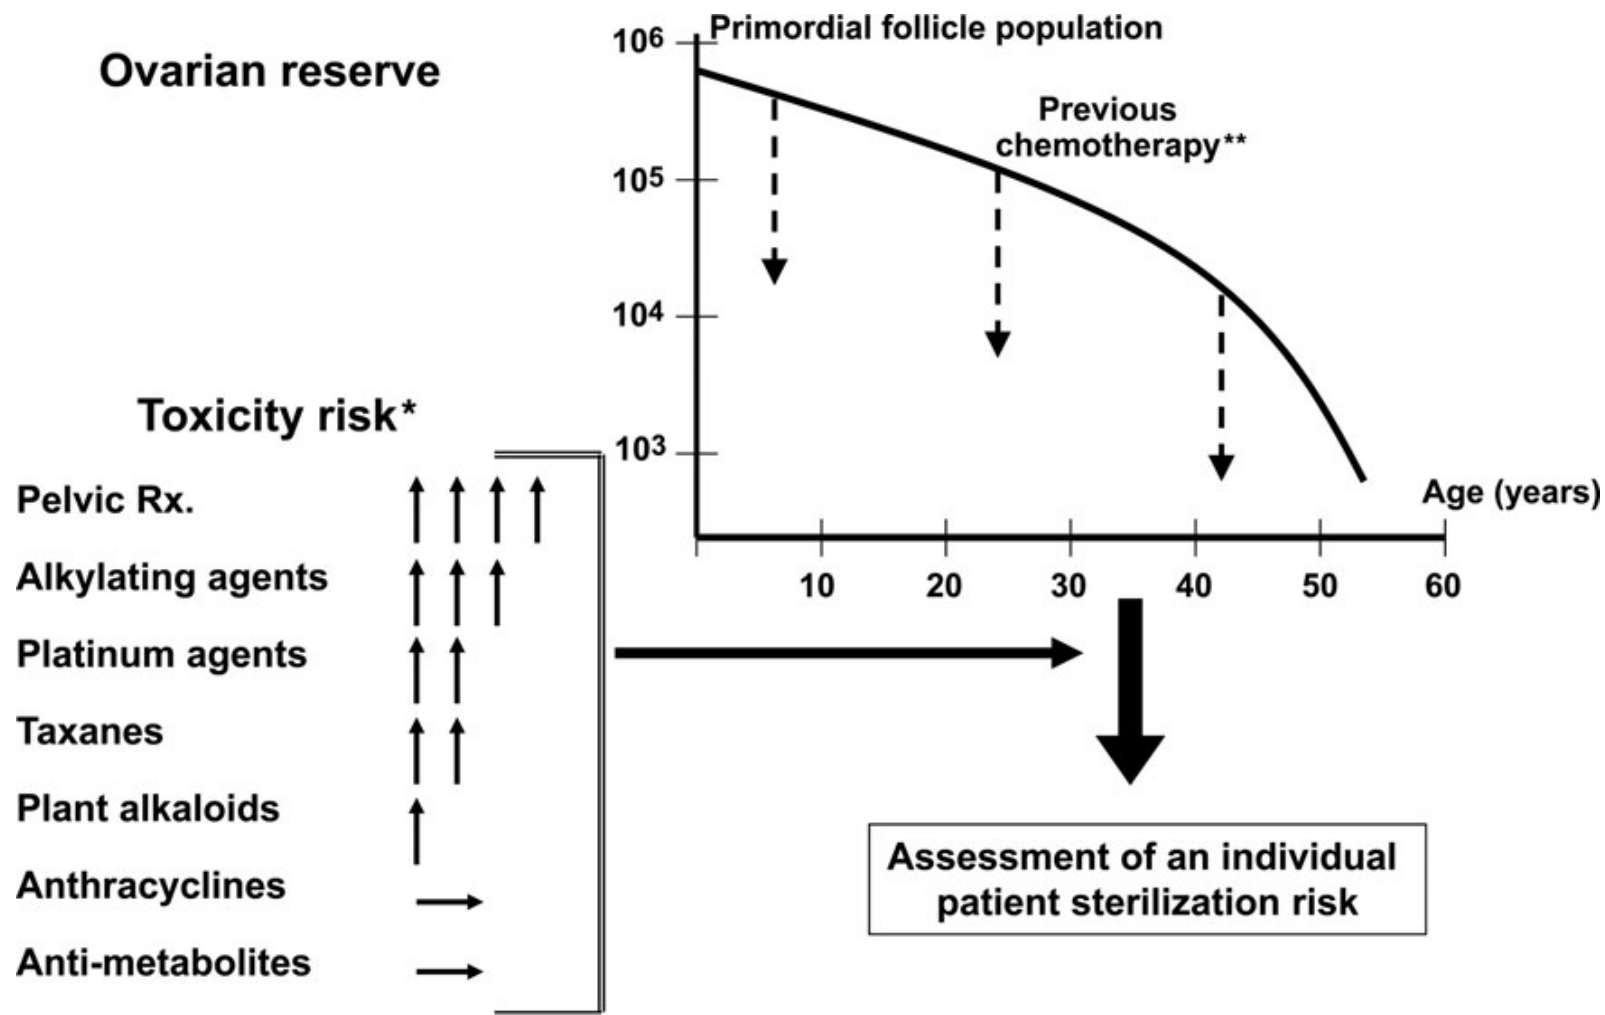 Ovarian reserve
Primordial follicle population
10⁶
Previous
chemotherapy**
10⁵
10⁴
10³
Age (years)
10 20 30 40 50 60
Toxicity risk*
Pelvic Rx.
Alkylating agents
Platinum agents
Taxanes
Plant alkaloids
Anthracyclines
Anti-metabolites
Assessment of an individual
patient sterilization risk